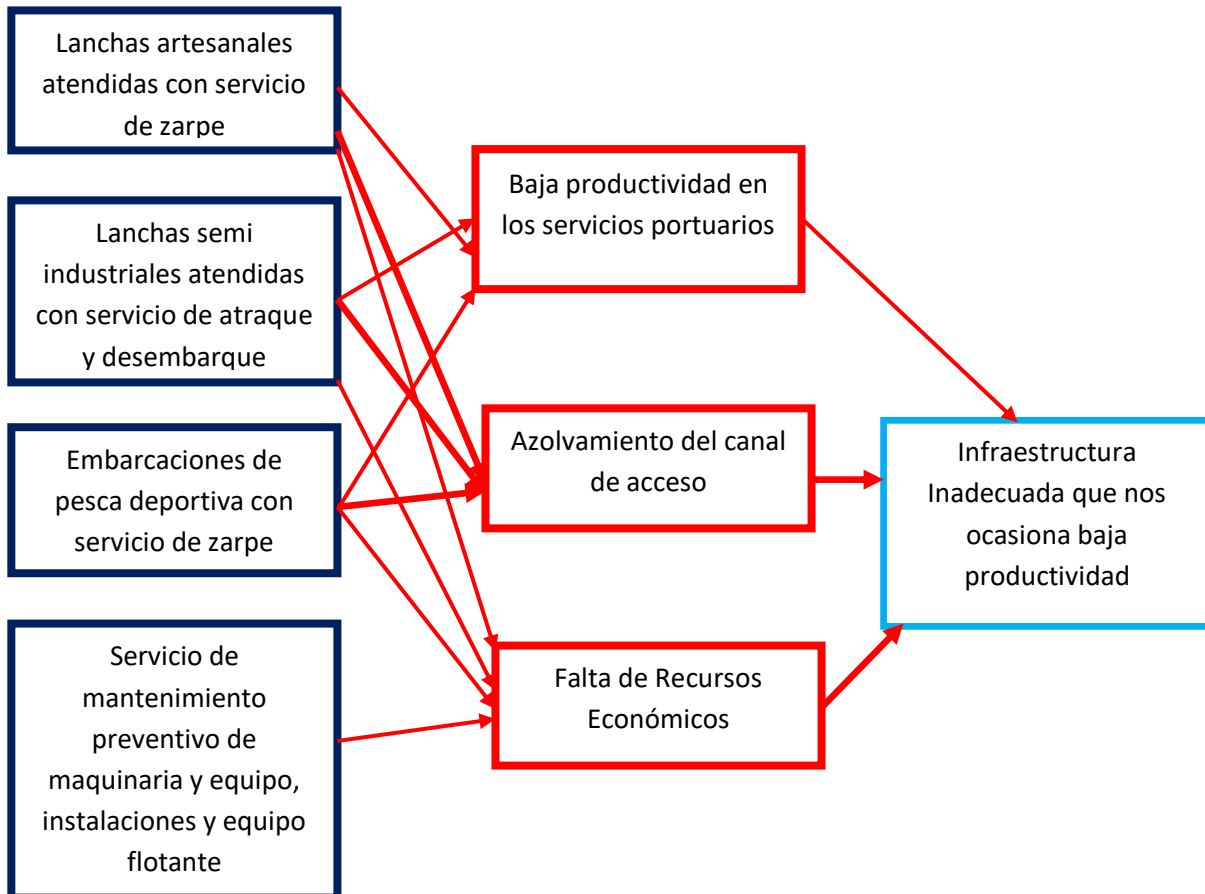 Lanchas artesanales
atendidas con servicio
de zarpe
Lanchas semi
industriales atendidas
con servicio de atraque
y desembarque
Embarcaciones de
pesca deportiva con
servicio de zarpe
Servicio de
mantenimiento
preventivo de
maquinaria y equipo,
instalaciones y equipo
flotante
Baja productividad en
los servicios portuarios
Azolvamiento del canal
de acceso
Falta de Recursos
Económicos
Infraestructura
Inadecuada que nos
ocasiona baja
productividad